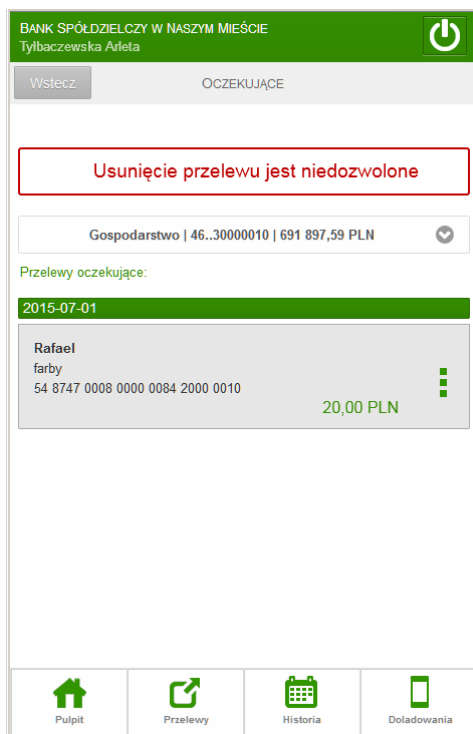 BANK SPÓŁDZIELCZY W NASZYM MIEŚCIE
Tyłbaczewska Arleta
Wstecz
OCZEKUJĄCE
Usunięcie przelewu jest niedozwolone
Gospodarstwo | 46..30000010 | 691 897,59 PLN
Przelewy oczekujące:
2015-07-01
Rafael
farby
54 8747 0008 0000 0084 2000 0010
20,00 PLN
Pulpit
Przelewy
Historia
Doladowania